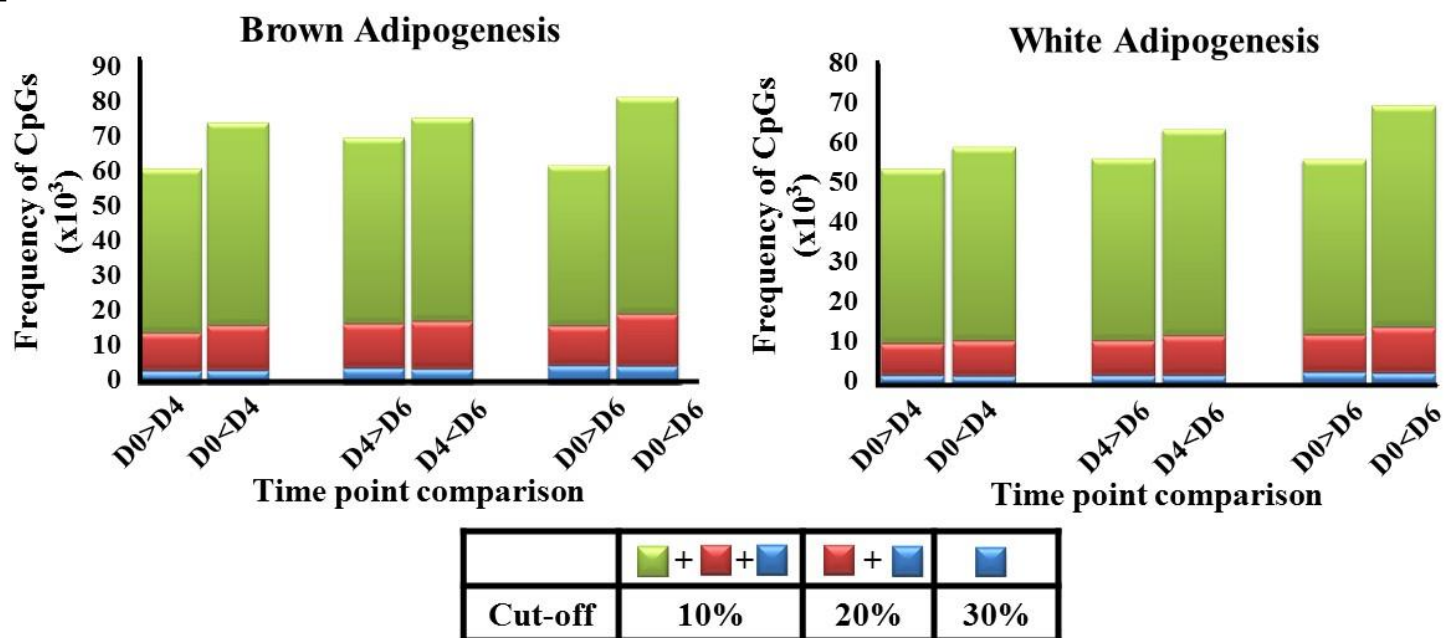 Brown Adipogenesis
Frequency of CpGs
(x10³)
90
80
70
60
50
40
30
20
10
0
D0>D4
D0<D4
D4>D6
D4<D6
D0>D6
D0<D6
Time point comparison
White Adipogenesis
Frequency of CpGs
(x10³)
80
70
60
50
40
30
20
10
0
D0>D4
D0<D4
D4>D6
D4<D6
D0>D6
D0<D6
Time point comparison
+ + +
Cut-off 10% 20% 30%